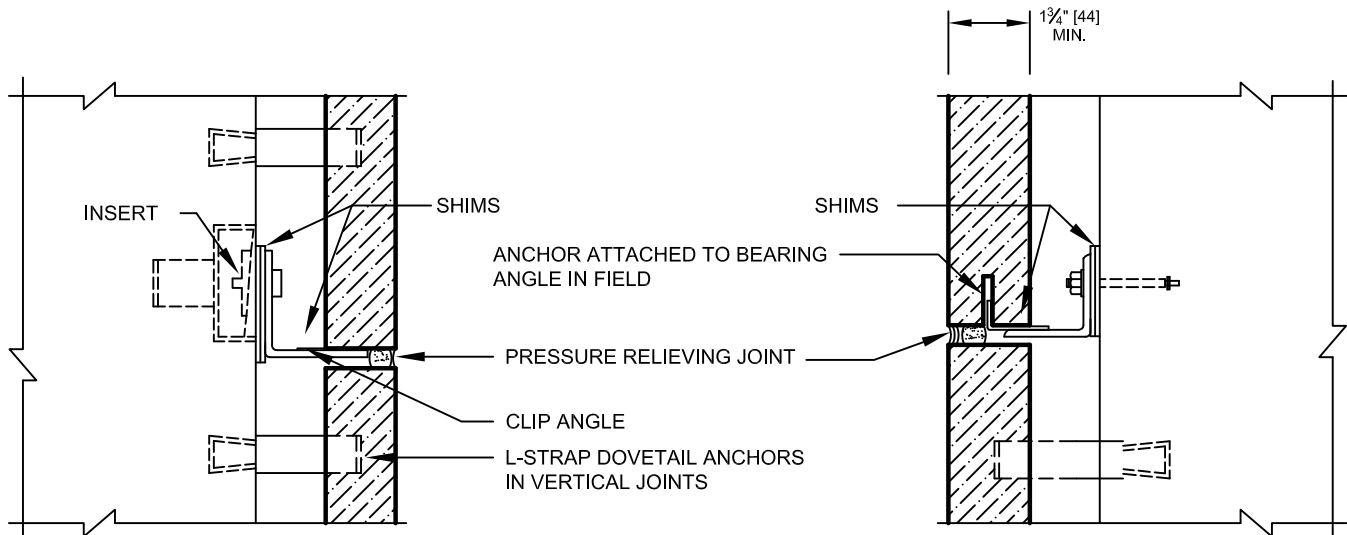 1¾" [44]
MIN.
INSERT
SHIMS
SHIMS
ANCHOR ATTACHED TO BEARING
ANGLE IN FIELD
PRESSURE RELIEVING JOINT
CLIP ANGLE
L-STRAP DOVETAIL ANCHORS
IN VERTICAL JOINTS